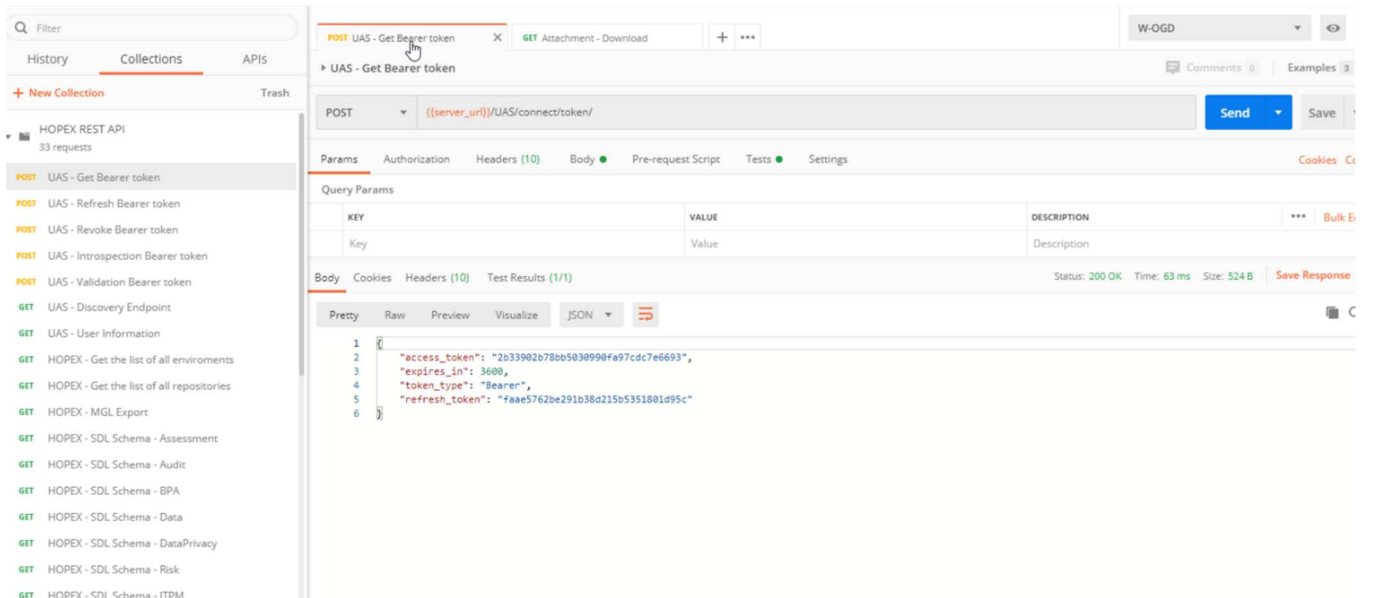 Filter
History Collections APIs
+ New Collection Trash
HOPEX REST API
33 requests
POST UAS - Get Bearer token
POST UAS - Refresh Bearer token
POST UAS - Revoke Bearer token
POST UAS - Introspection Bearer token
POST UAS - Validation Bearer token
GET UAS - Discovery Endpoint
GET UAS - User Information
GET HOPEX - Get the list of all enviroments
GET HOPEX - Get the list of all repositories
GET HOPEX - MGL Export
GET HOPEX - SDL Schema - Assessment
GET HOPEX - SDL Schema - Audit
GET HOPEX - SDL Schema - BPA
GET HOPEX - SDL Schema - Data
GET HOPEX - SDL Schema - DataPrivacy
GET HOPEX - SDL Schema - Risk
GET HOPEX - SDL Schema - ITPM
POST UAS - Get Bearer token X GET Attachment - Download + ••• W-OGD
UAS - Get Bearer token Comments 0 Examples 3
POST {{server_url}}/UAS/connect/token/ Send Save
Params Authorization Headers (10) Body Pre-request Script Tests Settings Cookies Co
Query Params
KEY VALUE DESCRIPTION ••• Bulk E
Key Value Description
Body Cookies Headers (10) Test Results (1/1) Status: 200 OK Time: 63 ms Size: 524 B Save Response
Pretty Raw Preview Visualize JSON
1 {
2 "access_token": "2b33902b78bb5030990fa97cdc7e6693",
3 "expires_in": 3600,
4 "token_type": "Bearer",
5 "refresh_token": "faae5762be291b38d215b5351801d95c"
6 }